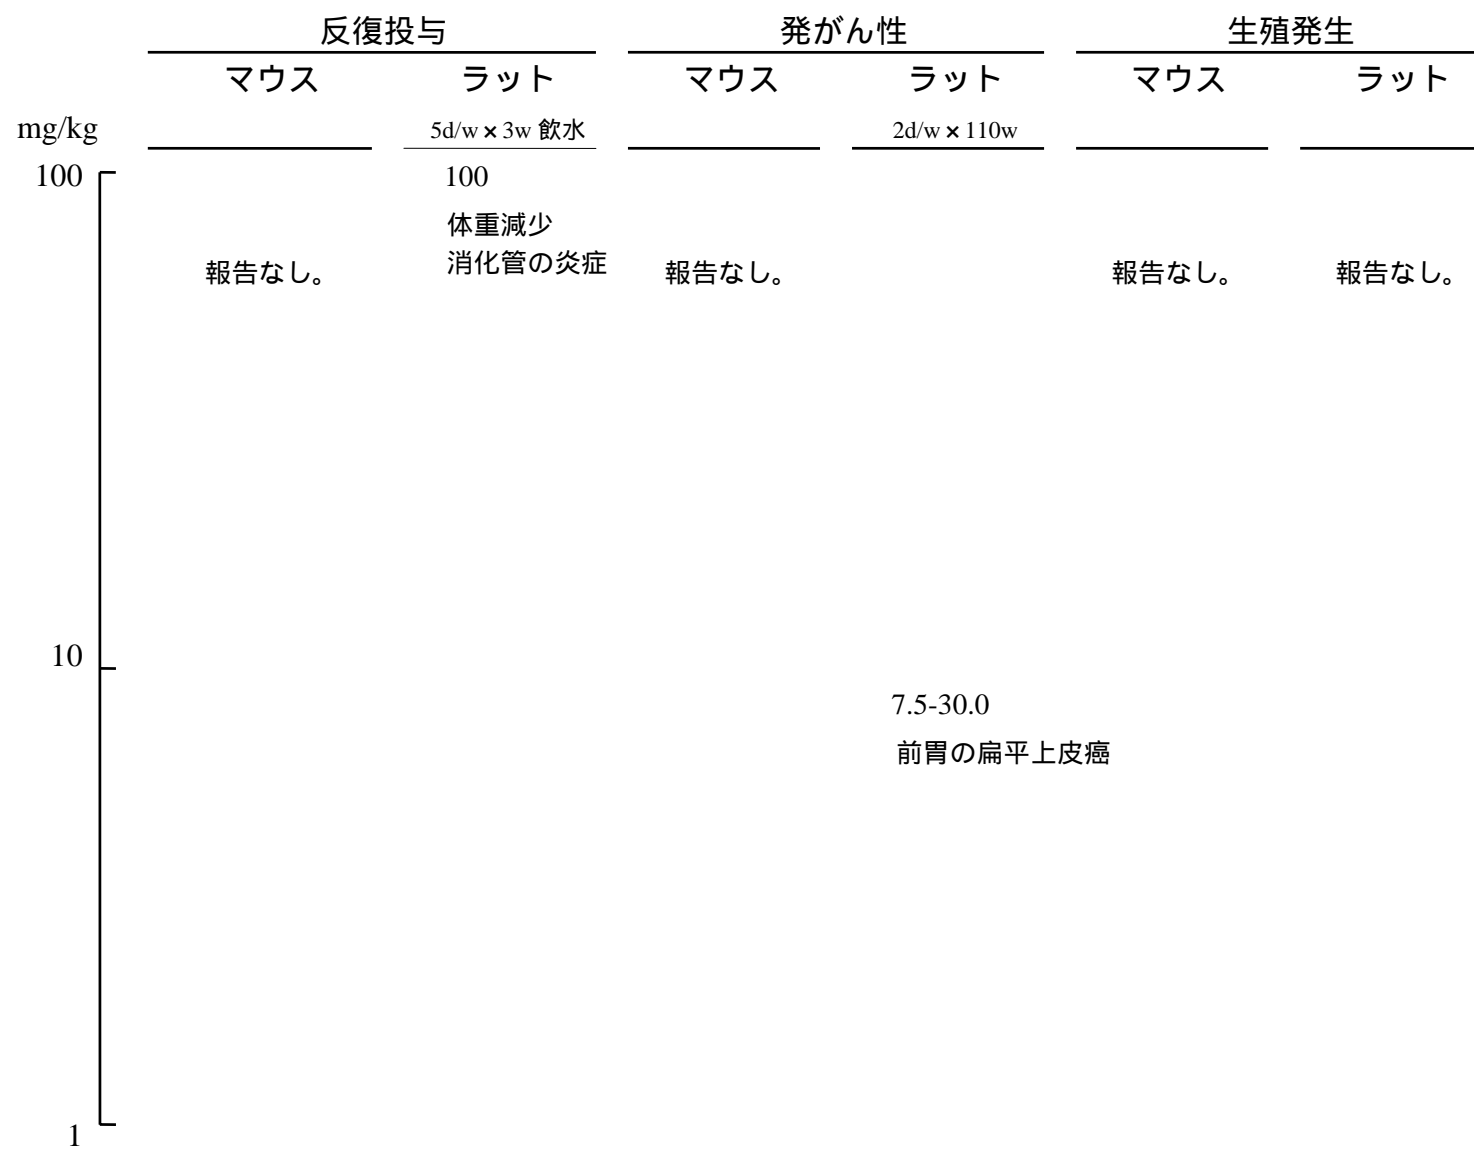 反復投与 発がん性 生殖発生
マウス ラット マウス ラット マウス ラット
mg/kg 5d/w×3w 飲水 2d/w×110w
100 100
体重減少
消化管の炎症
報告なし。 報告なし。 報告なし。 報告なし。
10
7.5-30.0
前胃の扁平上皮癌
1